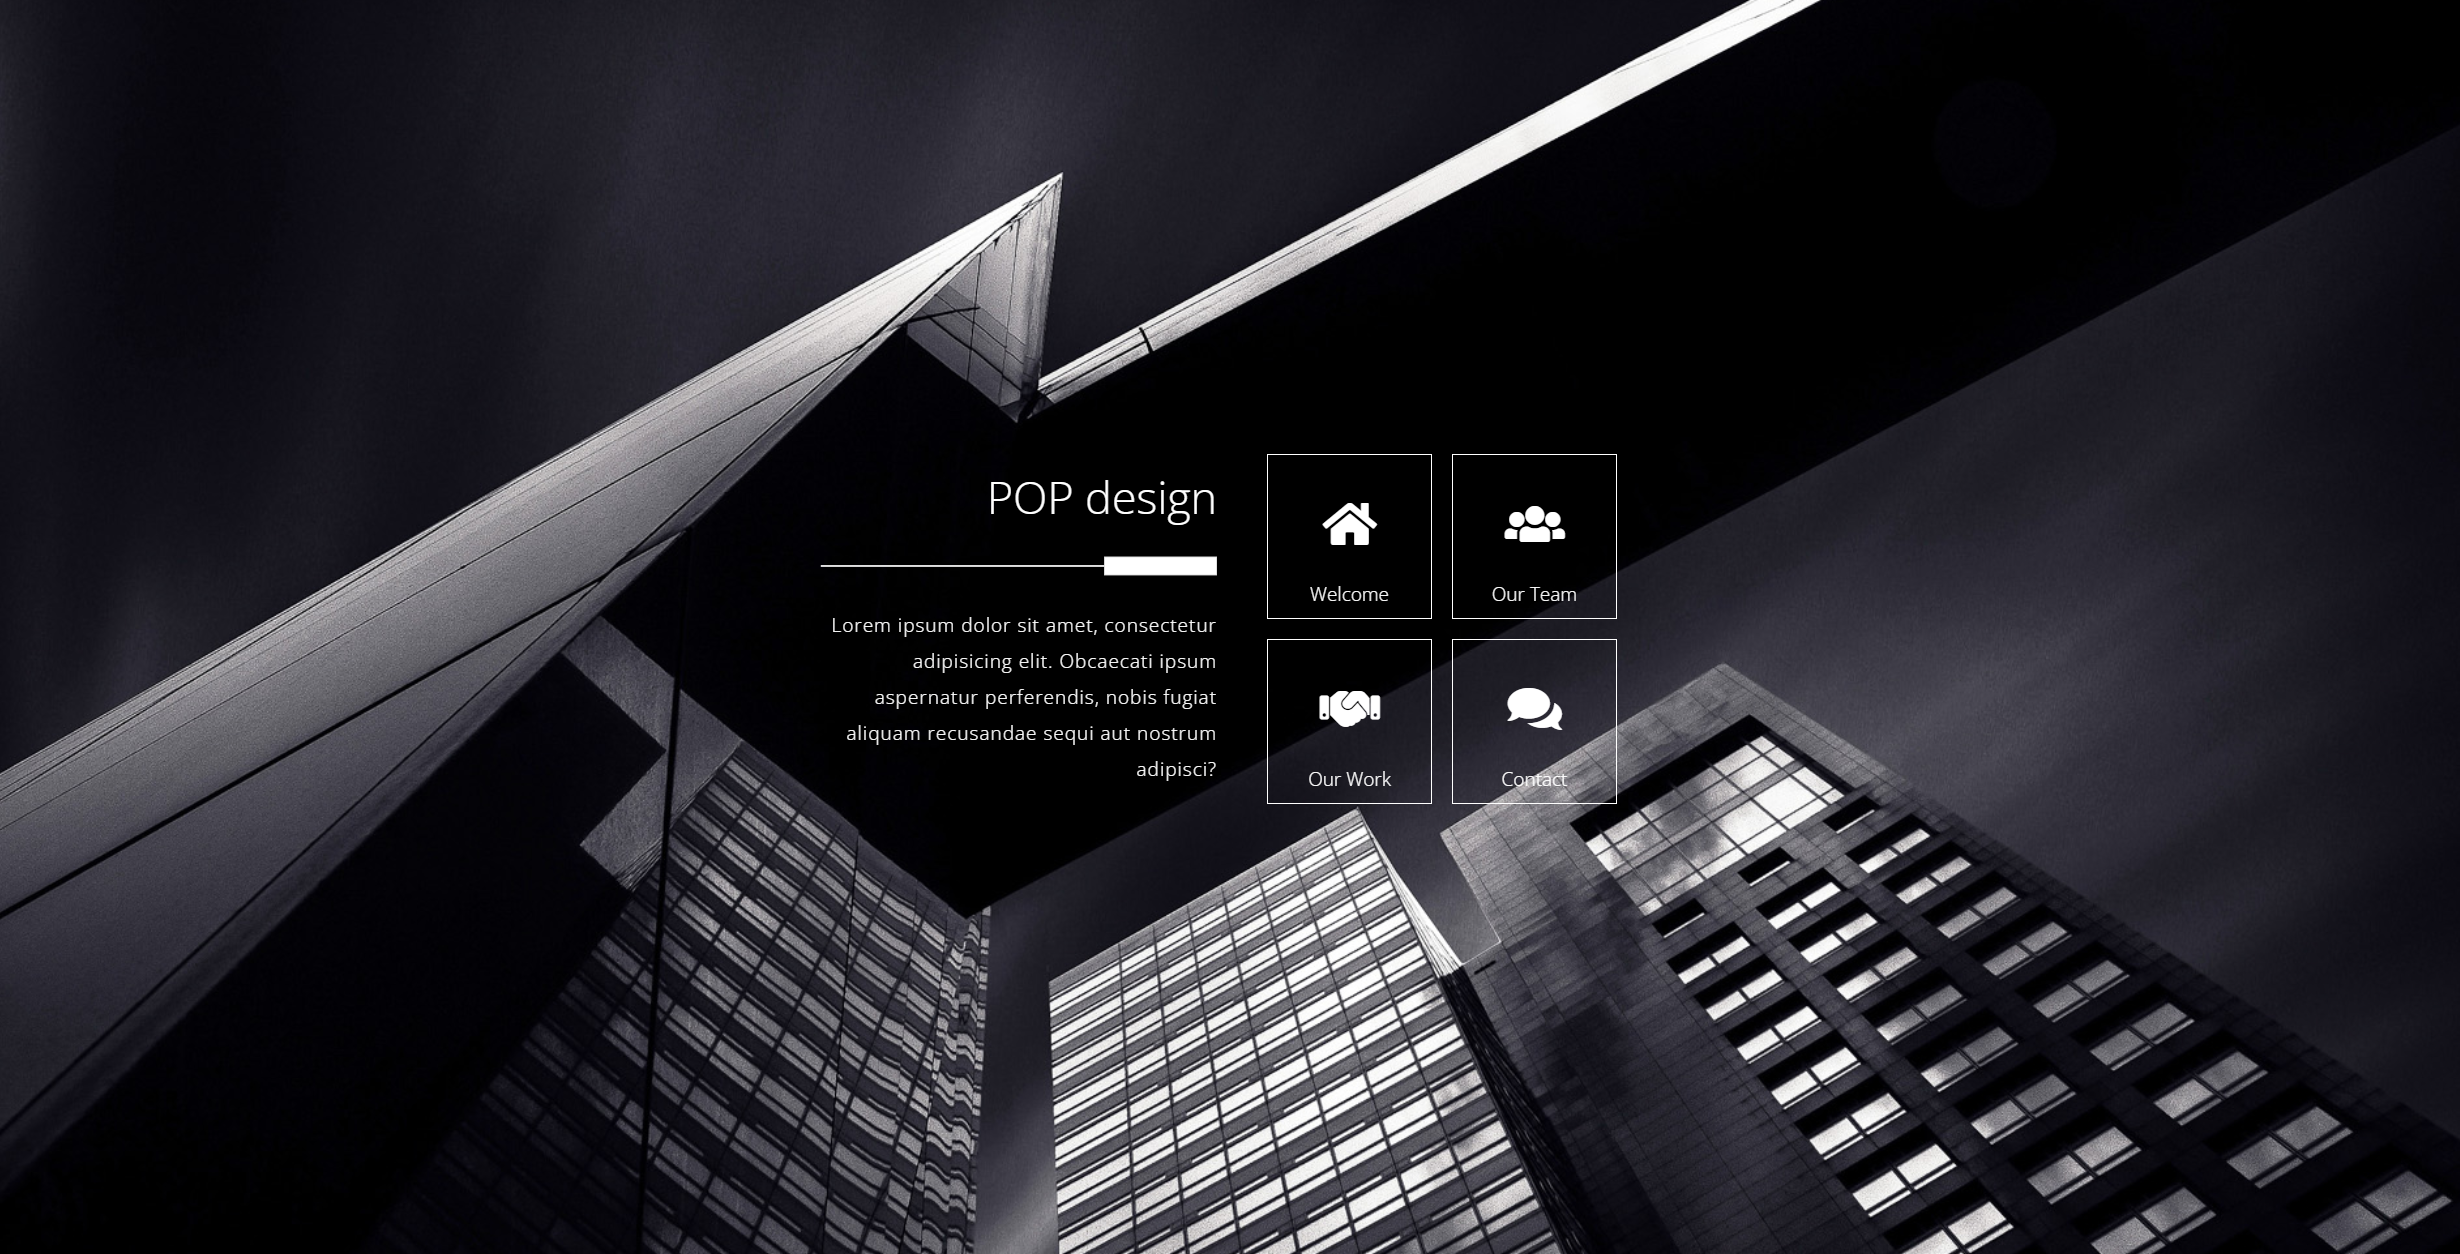 POP design
Lorem ipsum dolor sit amet, consectetur
adipisicing elit. Obcaecati ipsum
aspernatur perferendis, nobis fugiat
aliquam recusandae sequi aut nostrum
adipisci?
Welcome
Our Team
Our Work
Contact